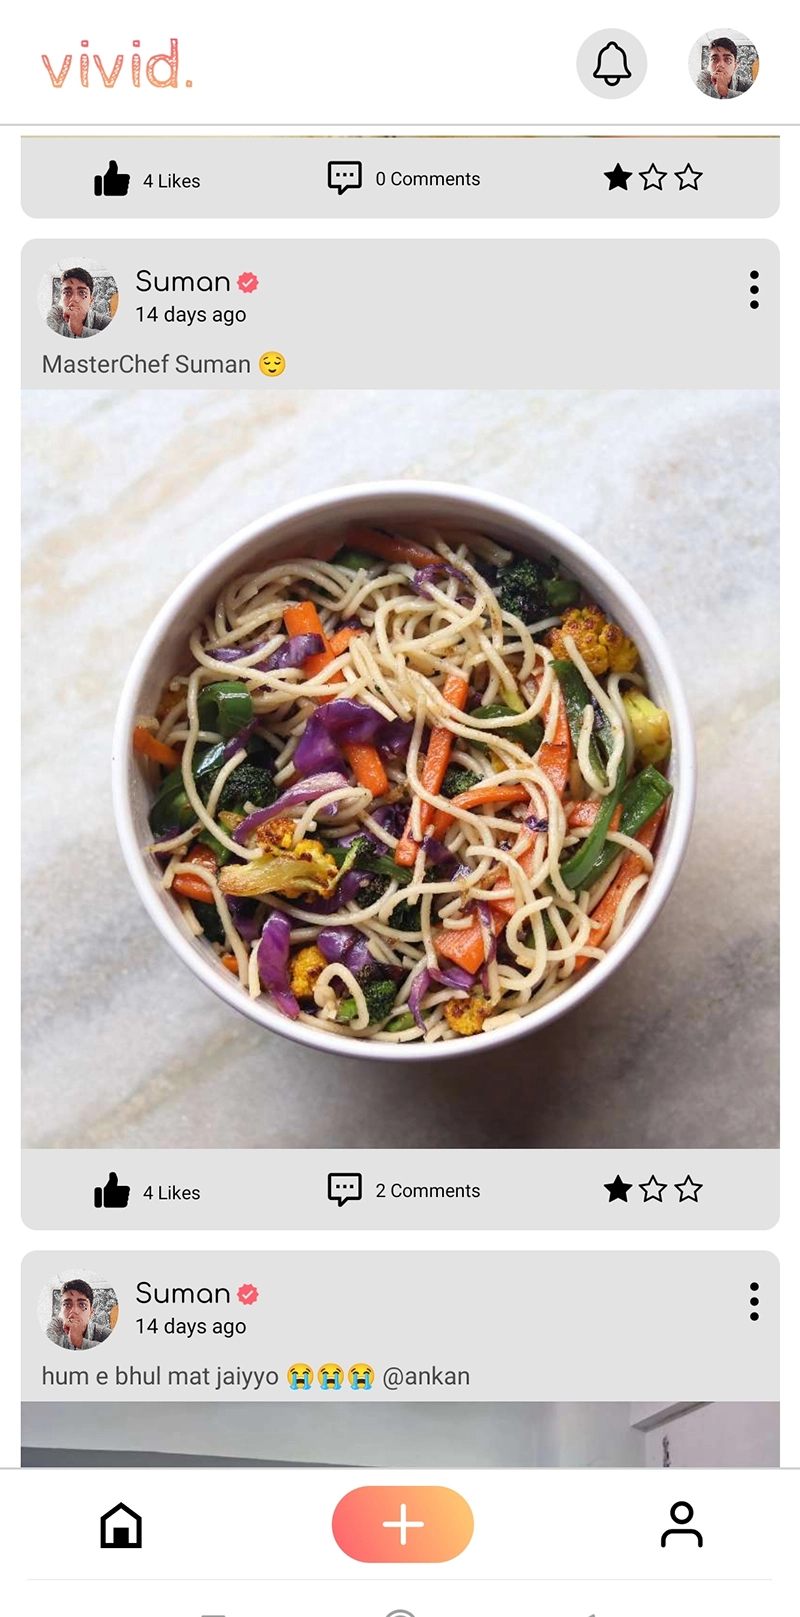 vivid.
4 Likes
0 Comments
Suman
14 days ago
MasterChef Suman 😌
4 Likes
2 Comments
Suman
14 days ago
hum e bhul mat jaiyyo 😭😭😭 @ankan